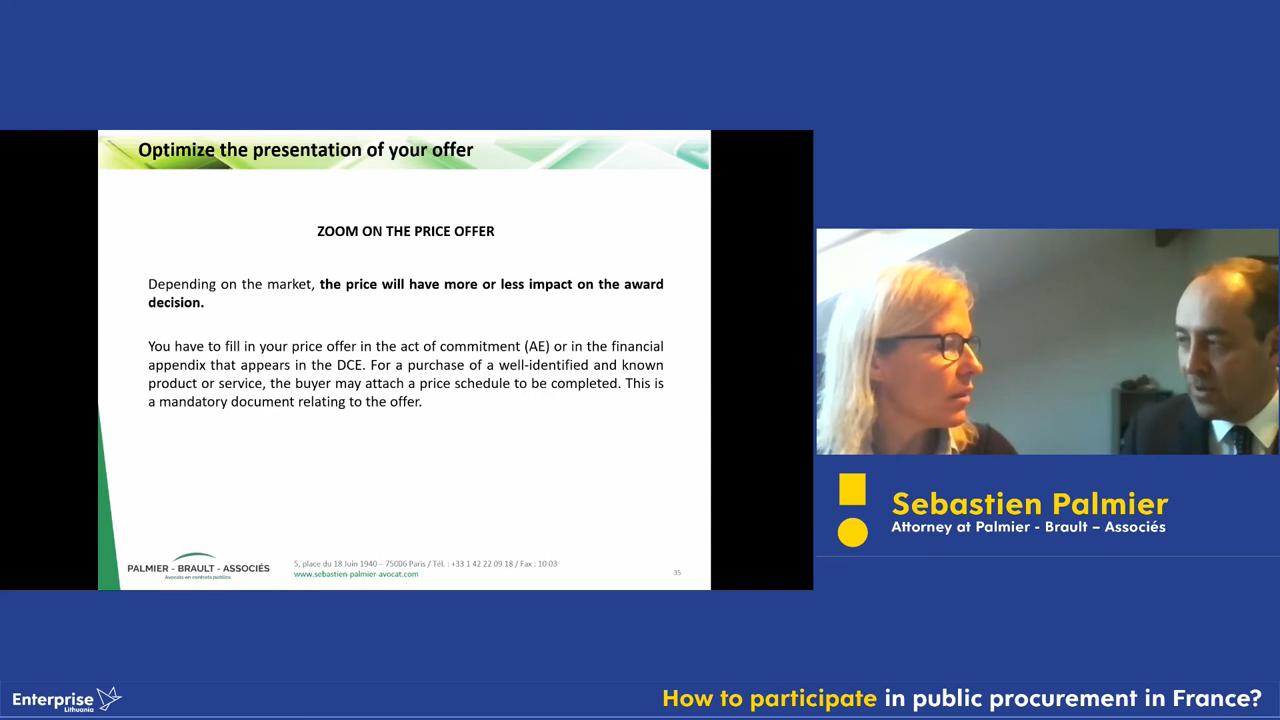 Optimize the presentation of your offer
ZOOM ON THE PRICE OFFER
Depending on the market, the price will have more or less impact on the award
decision.
You have to fill in your price offer in the act of commitment (AE) or in the financial
appendix that appears in the DCE. For a purchase of a well-identified and known
product or service, the buyer may attach a price schedule to be completed. This is
a mandatory document relating to the offer.
PALMIER - BRAULT - ASSOCIÉS
Avocats en contrats publics
5, place du 18 Juin 1940 – 75006 Paris / Tél. : +33 1 42 22 09 18 / Fax : 10 03
www.sebastien-palmier-avocat.com
35
Sebastien Palmier
Attorney at Palmier - Brault – Associés
Enterprise
Lithuania
How to participate in public procurement in France?